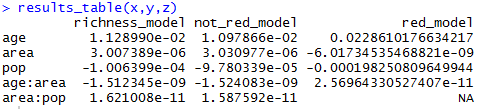 > results_table(x,y,z)
richness_model not_red_model red_model
age 1.128990e-02 1.097866e-02 0.0228610176634217
area 3.007389e-06 3.030977e-06 -6.01734535468821e-09
pop -1.006399e-04 -9.780339e-05 -0.000198250809649944
age:area -1.512345e-09 -1.524083e-09 2.56964330527407e-11
area:pop 1.621008e-11 1.587592e-11 NA